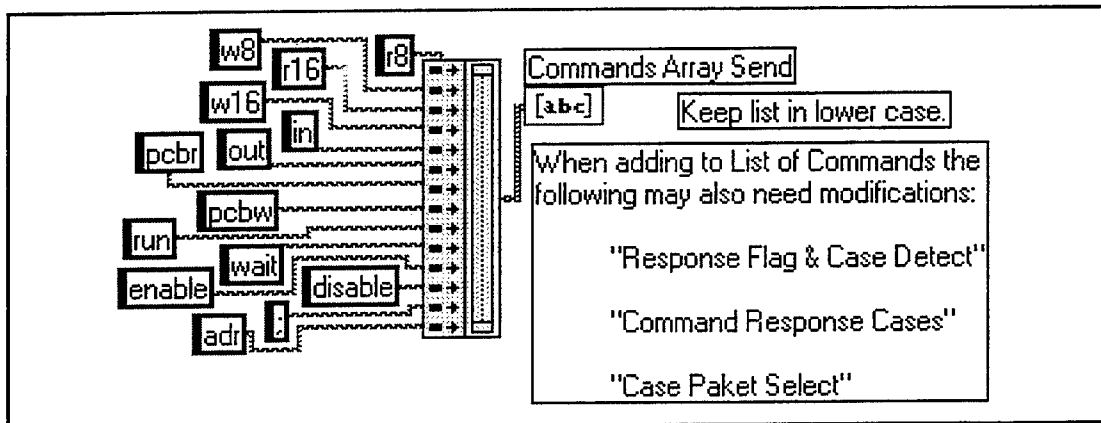 w8
r8
r16
w16
in
out
pcbr
pcbw
run
wait
enable
disable
;
adr
Commands Array Send
[abc]
Keep list in lower case.
When adding to List of Commands the
following may also need modifications:
"Response Flag & Case Detect"
"Command Response Cases"
"Case Paket Select"